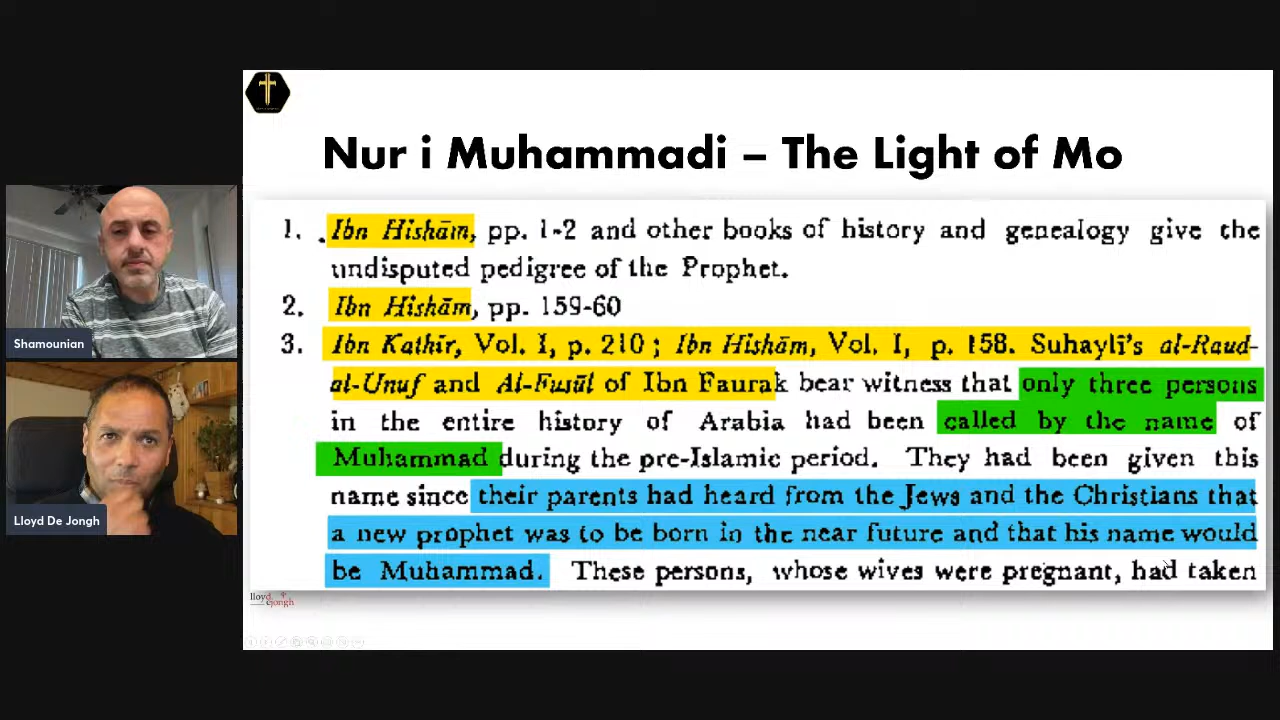 Nur i Muhammadi – The Light of Mo
1. Ibn Hishām, pp. 1-2 and other books of history and genealogy give the
undisputed pedigree of the Prophet.
2. Ibn Hishām, pp. 159-60
3. Ibn Kathīr, Vol. I, p. 210 ; Ibn Hishām, Vol. I, p. 158. Suhaylī's al-Raud-
al-Unuf and Al-Fusūl of Ibn Faurak bear witness that only three persons
in the entire history of Arabia had been called by the name of
Muhammad during the pre-Islamic period. They had been given this
name since their parents had heard from the Jews and the Christians that
a new prophet was to be born in the near future and that his name would
be Muhammad. These persons, whose wives were pregnant, had taken
Shamounian
Lloyd De Jongh
lloyd
dejongh